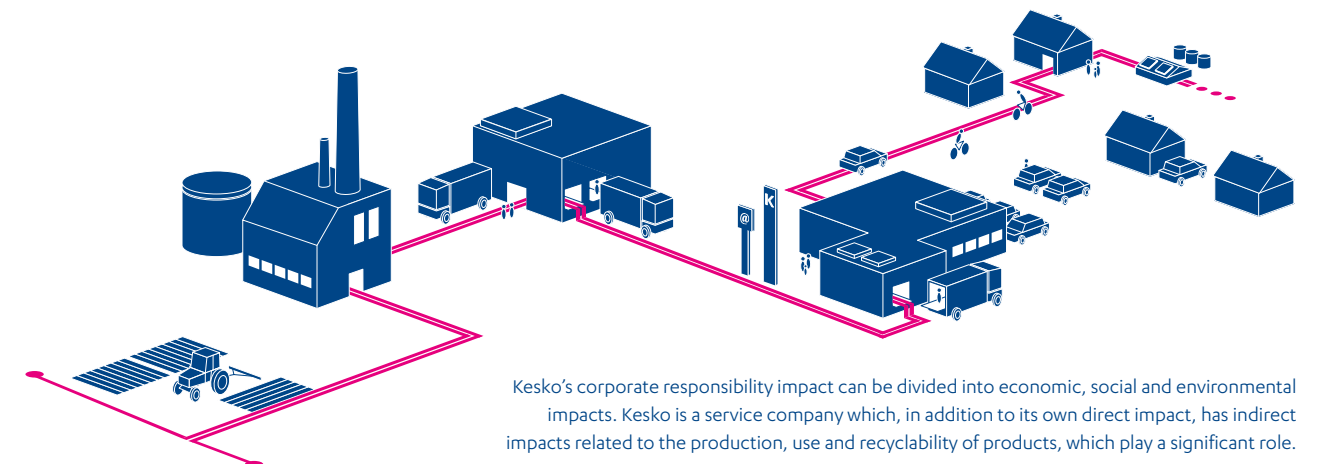 K
@
Kesko's corporate responsibility impact can be divided into economic, social and environmental
impacts. Kesko is a service company which, in addition to its own direct impact, has indirect
impacts related to the production, use and recyclability of products, which play a significant role.